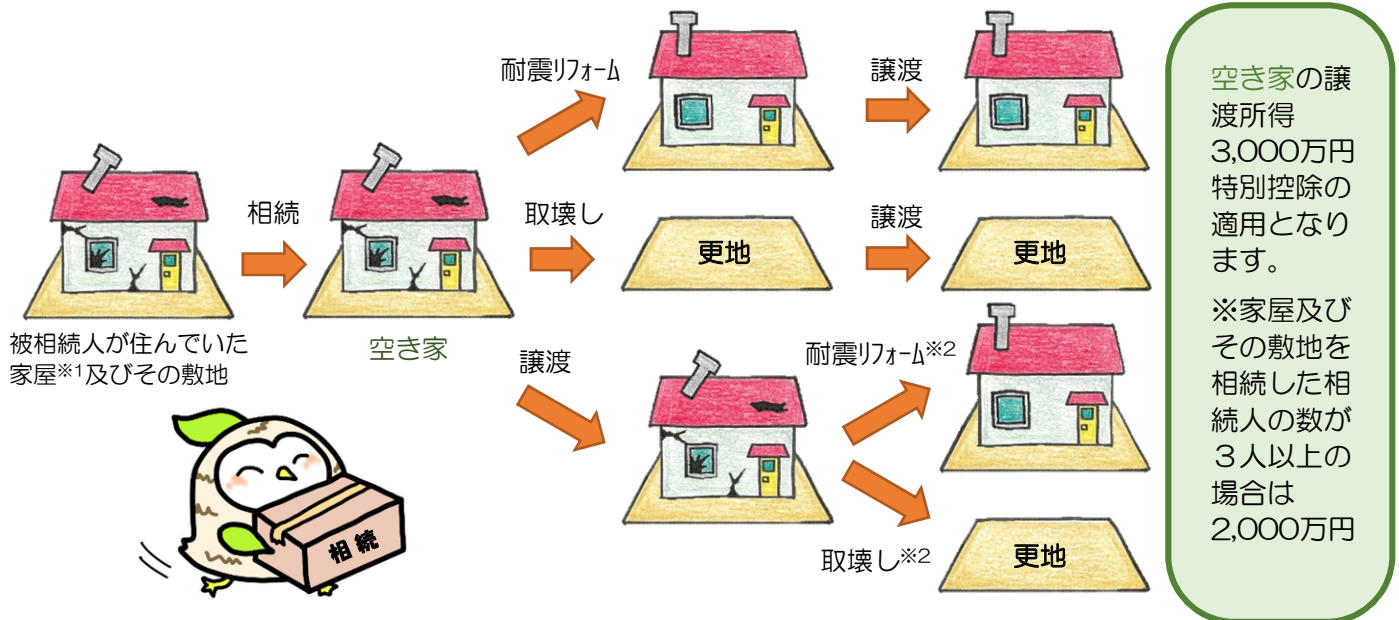 耐震リフォーム
譲渡
相続
取壊し
更地
譲渡
更地
被相続人が住んでいた
家屋※1及びその敷地
空き家
譲渡
耐震リフォーム※2
取壊し※2
更地
相続
空き家の譲
渡所得
3,000万円
特別控除の
適用となり
ます。
※家屋及び
その敷地を
相続した相
続人の数が
３人以上の
場合は
2,000万円